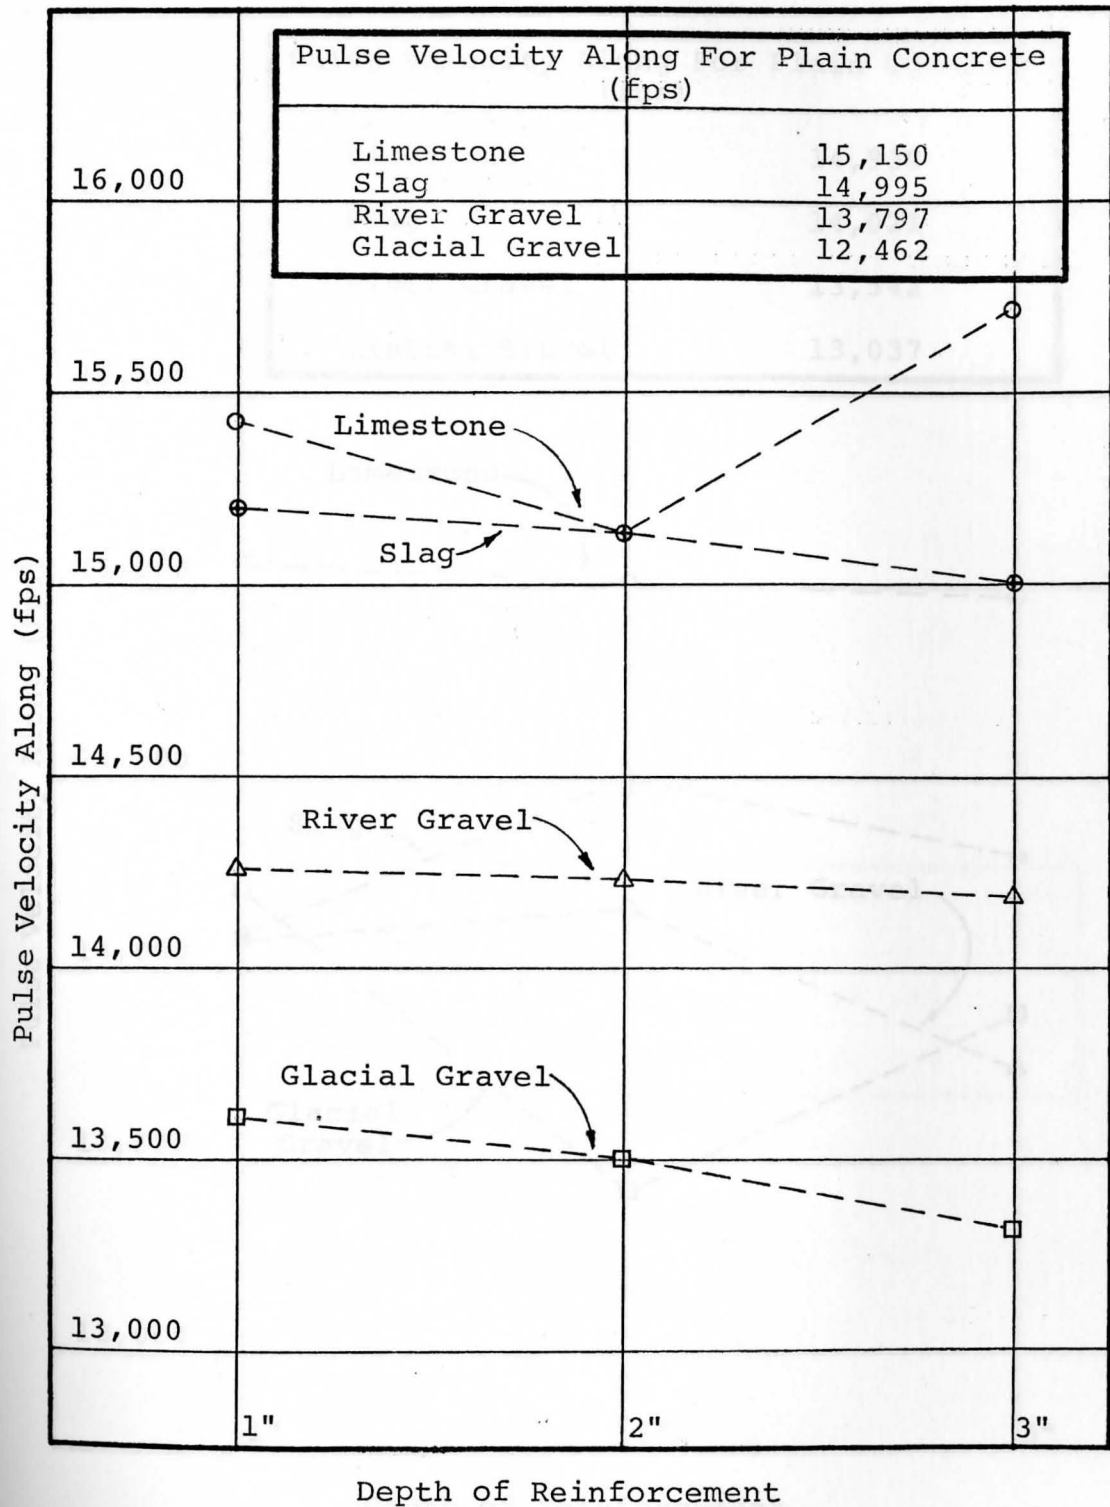 Pulse Velocity Along For Plain Concrete
(fps)
Limestone 15,150
Slag 14,995
River Gravel 13,797
Glacial Gravel 12,462
16,000
15,500
Limestone
Slag
15,000
14,500
River Gravel
14,000
Glacial Gravel
13,500
13,000
1" 2" 3"
Pulse Velocity Along (fps)
Depth of Reinforcement